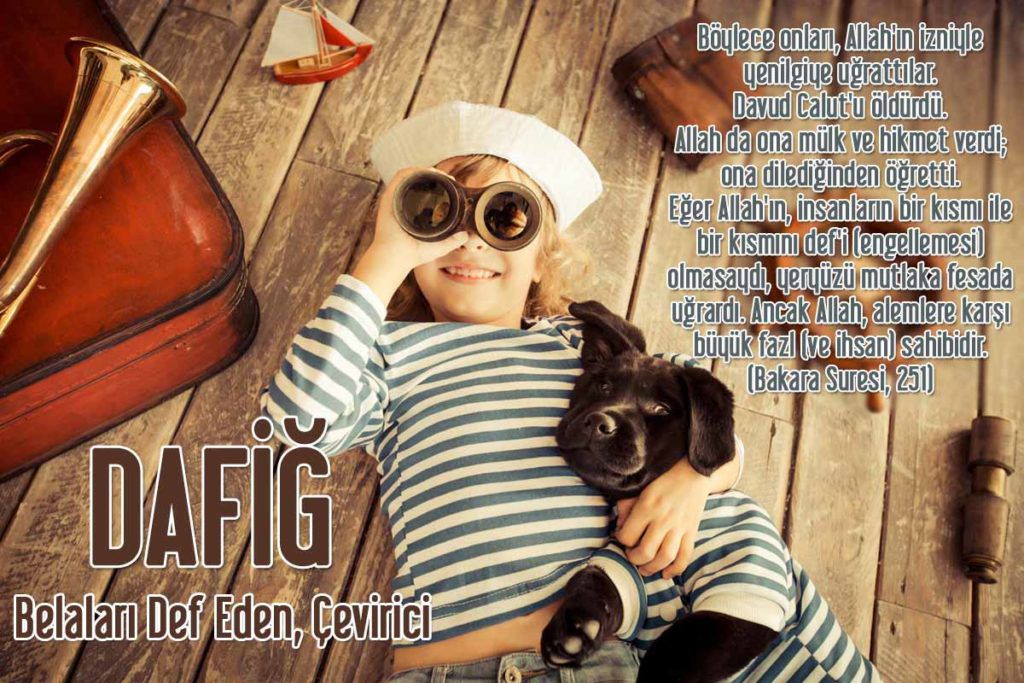 Böylece onları, Allah'ın izniyle
yenilgiye uğrattılar.
Davud Calut'u öldürdü.
Allah da ona mülk ve hikmet verdi;
ona dilediğinden öğretti.
Eğer Allah'ın, insanların bir kısmı ile
bir kısmını def'i (engellemesi)
olmasaydı, yeryüzü mutlaka fesada
uğrardı. Ancak Allah, alemlere karşı
büyük fazl (ve ihsan) sahibidir.
(Bakara Suresi, 251)
DAFİĞ
Belaları Def Eden, Çevirici